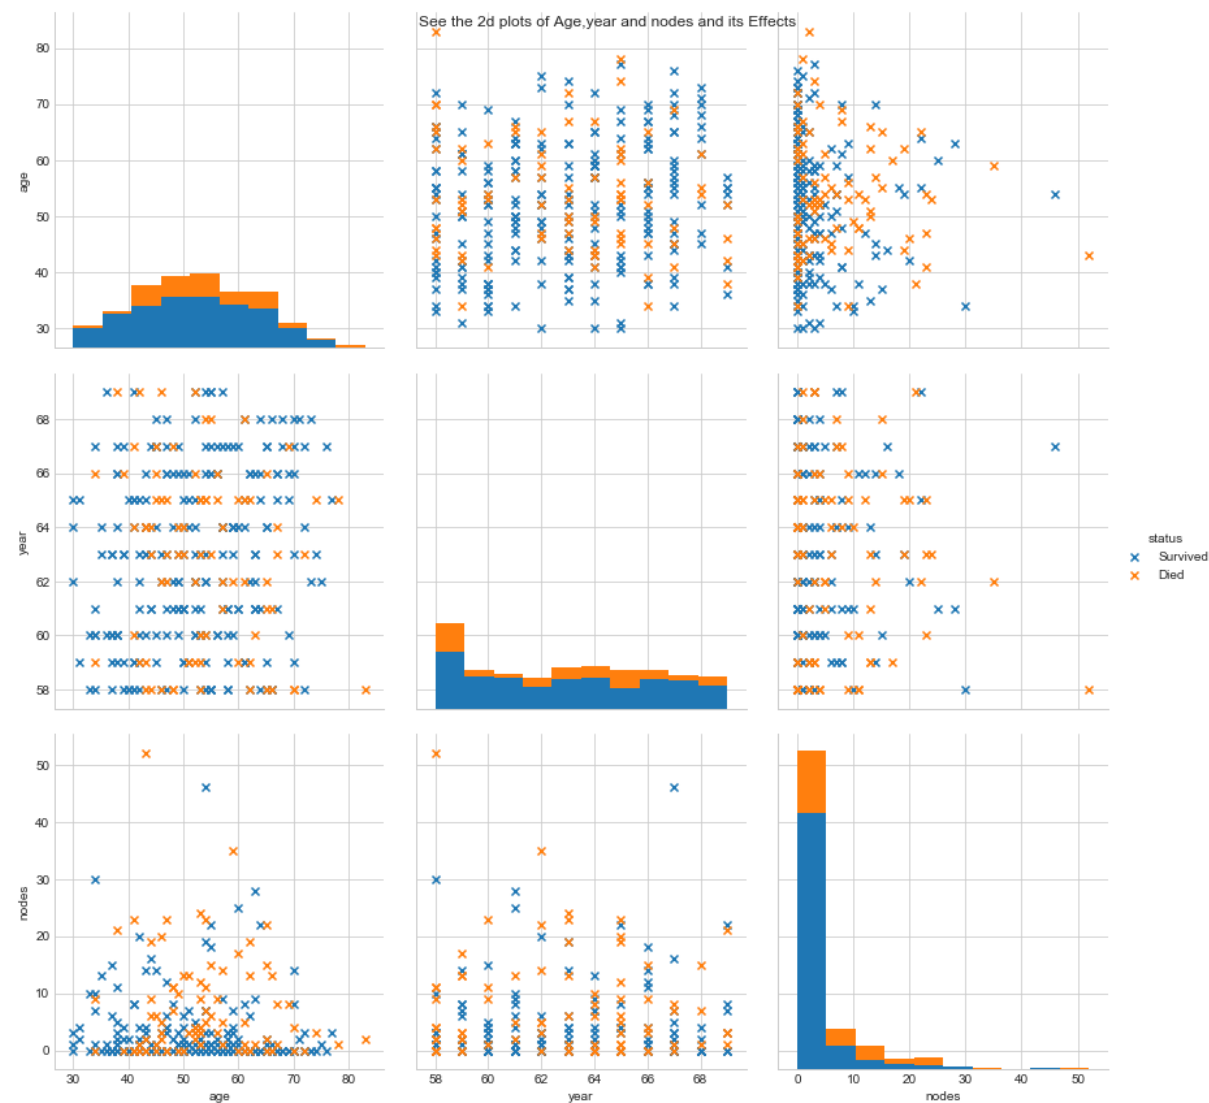 See the 2d plots of Age,year and nodes and its Effects
80
70
60
50
40
30
age
68
66
64
62
60
58
year
status
Survived
Died
50
40
30
20
10
0
nodes
30 40 50 60 70 80
58 60 62 64 66 68
0 10 20 30 40 50
age
year
nodes